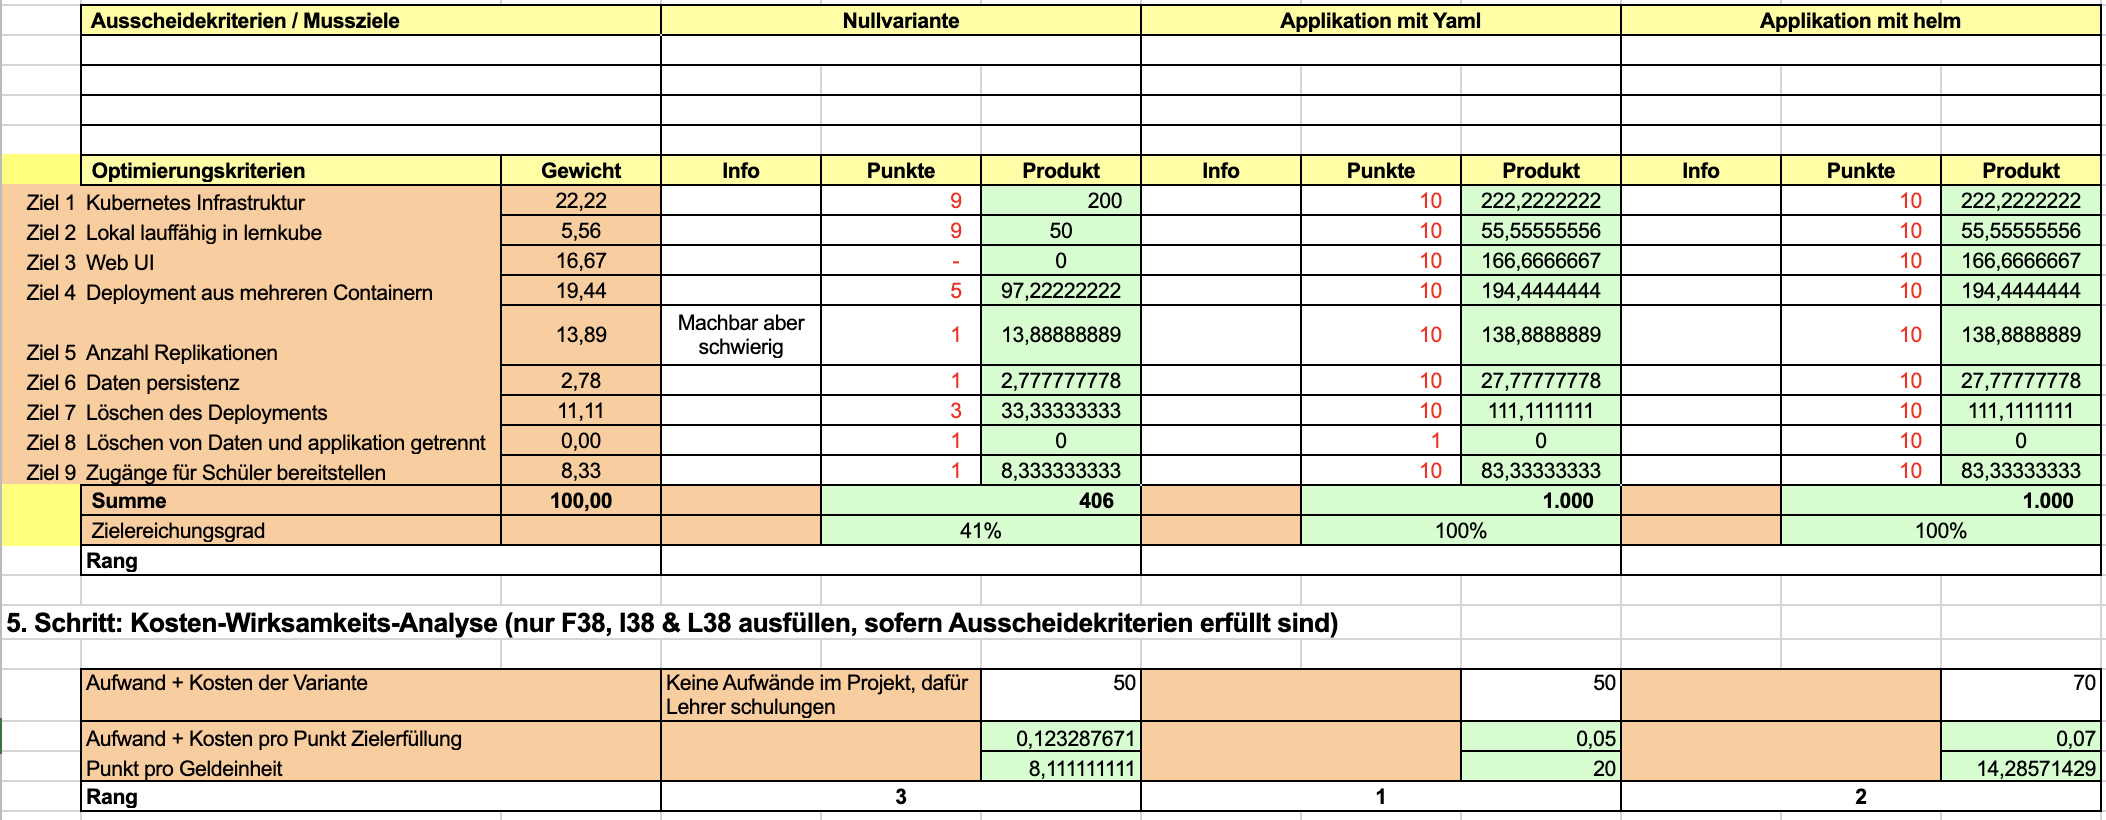 Ausscheidekriterien / Mussziele Nullvariante Applikation mit Yaml Applikation mit helm
Optimierungskriterien Gewicht Info Punkte Produkt Info Punkte Produkt Info Punkte Produkt
Ziel 1 Kubernetes Infrastruktur 22,22 9 200 10 222,2222222 10 222,2222222
Ziel 2 Lokal lauffähig in lernkube 5,56 9 50 10 55,55555556 10 55,55555556
Ziel 3 Web UI 16,67 - 0 10 166,6666667 10 166,6666667
Ziel 4 Deployment aus mehreren Containern 19,44 5 97,22222222 10 194,4444444 10 194,4444444
Ziel 5 Anzahl Replikationen 13,89 Machbar aber schwierig 1 13,88888889 10 138,8888889 10 138,8888889
Ziel 6 Daten persistenz 2,78 1 2,777777778 10 27,77777778 10 27,77777778
Ziel 7 Löschen des Deployments 11,11 3 33,33333333 10 111,1111111 10 111,1111111
Ziel 8 Löschen von Daten und applikation getrennt 0,00 1 0 1 0 10 0
Ziel 9 Zugänge für Schüler bereitstellen 8,33 1 8,333333333 10 83,33333333 10 83,33333333
Summe 100,00 406 1.000 1.000
Zielereichungsgrad 41% 100% 100%
Rang
5. Schritt: Kosten-Wirksamkeits-Analyse (nur F38, I38 & L38 ausfüllen, sofern Ausscheidekriterien erfüllt sind)
Aufwand + Kosten der Variante Keine Aufwände im Projekt, dafür Lehrer schulungen 50 50 70
Aufwand + Kosten pro Punkt Zielerfüllung 0,123287671 0,05 0,07
Punkt pro Geldeinheit 8,111111111 20 14,28571429
Rang 3 1 2